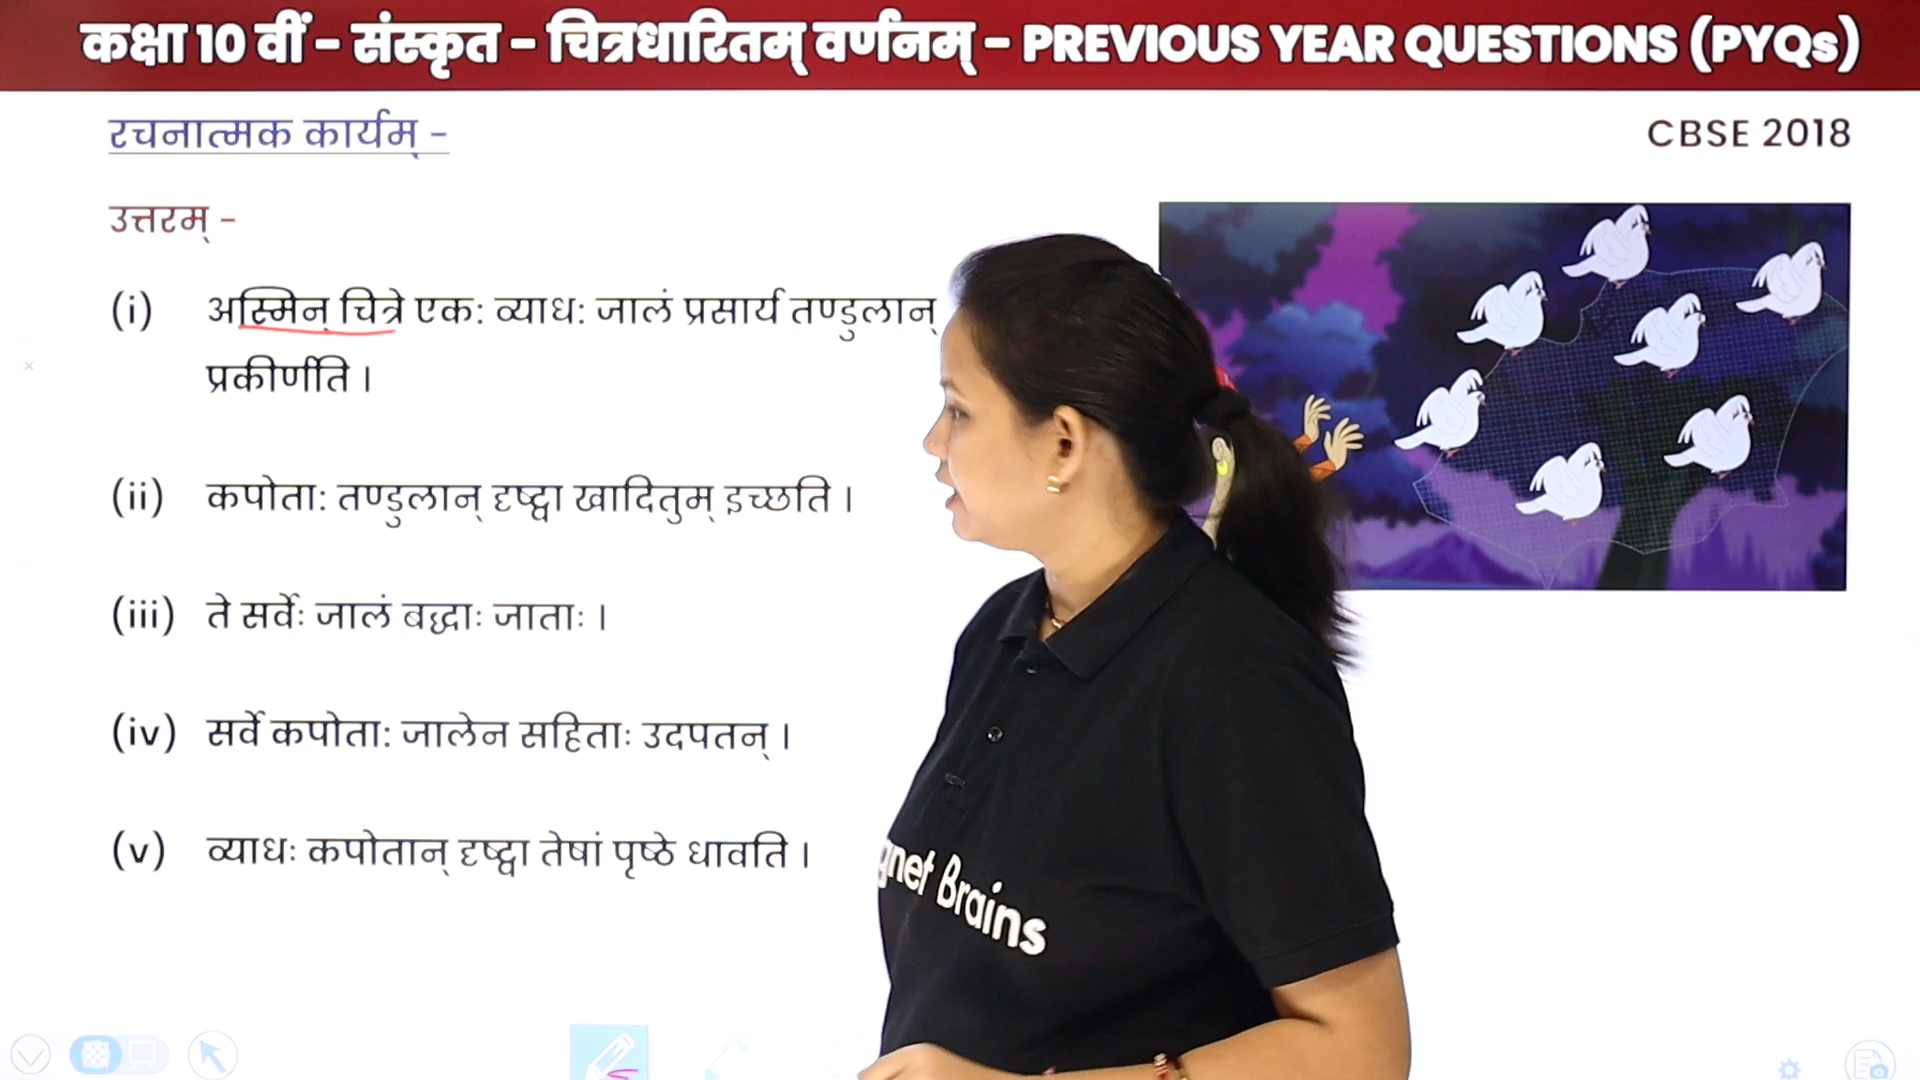 कक्षा 10 वीं - संस्कृत - चित्रधारितम् वर्णनम् - PREVIOUS YEAR QUESTIONS (PYQs)
रचनात्मक कार्यम् -
CBSE 2018
उत्तरम् -
(i) अस्मिन् चित्रे एक: व्याध: जालं प्रसार्य तण्डुलान्
प्रकीर्णति ।
(ii) कपोता: तण्डुलान् दृष्ट्वा खादितुम् इच्छति ।
(iii) ते सर्वेः जालं बद्धाः जाताः ।
(iv) सर्वे कपोता: जालेन सहिताः उदपतन् ।
(v) व्याधः कपोतान् दृष्ट्वा तेषां पृष्ठे धावति ।
gnet Brains